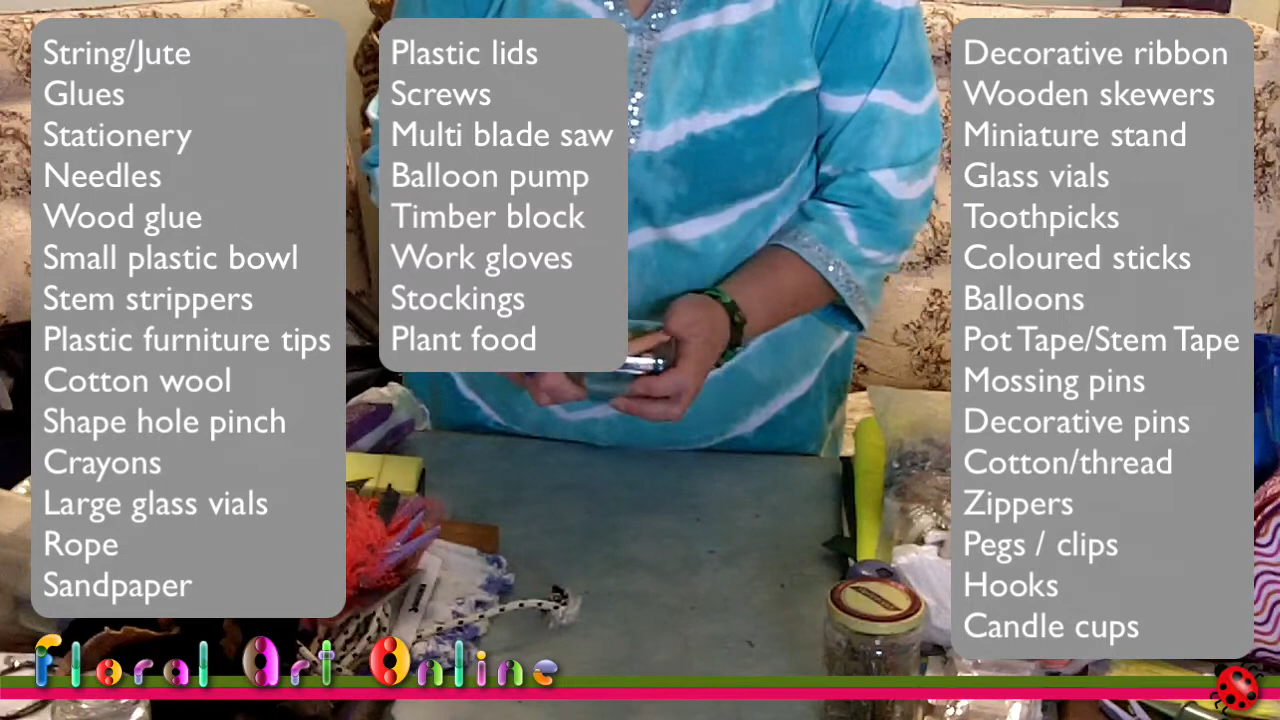 String/Jute
Glues
Stationery
Needles
Wood glue
Small plastic bowl
Stem strippers
Plastic furniture tips
Cotton wool
Shape hole pinch
Crayons
Large glass vials
Rope
Sandpaper
Plastic lids
Screws
Multi blade saw
Balloon pump
Timber block
Work gloves
Stockings
Plant food
Decorative ribbon
Wooden skewers
Miniature stand
Glass vials
Toothpicks
Coloured sticks
Balloons
Pot Tape/Stem Tape
Mossing pins
Decorative pins
Cotton/thread
Zippers
Pegs / clips
Hooks
Candle cups
Floral Art Online